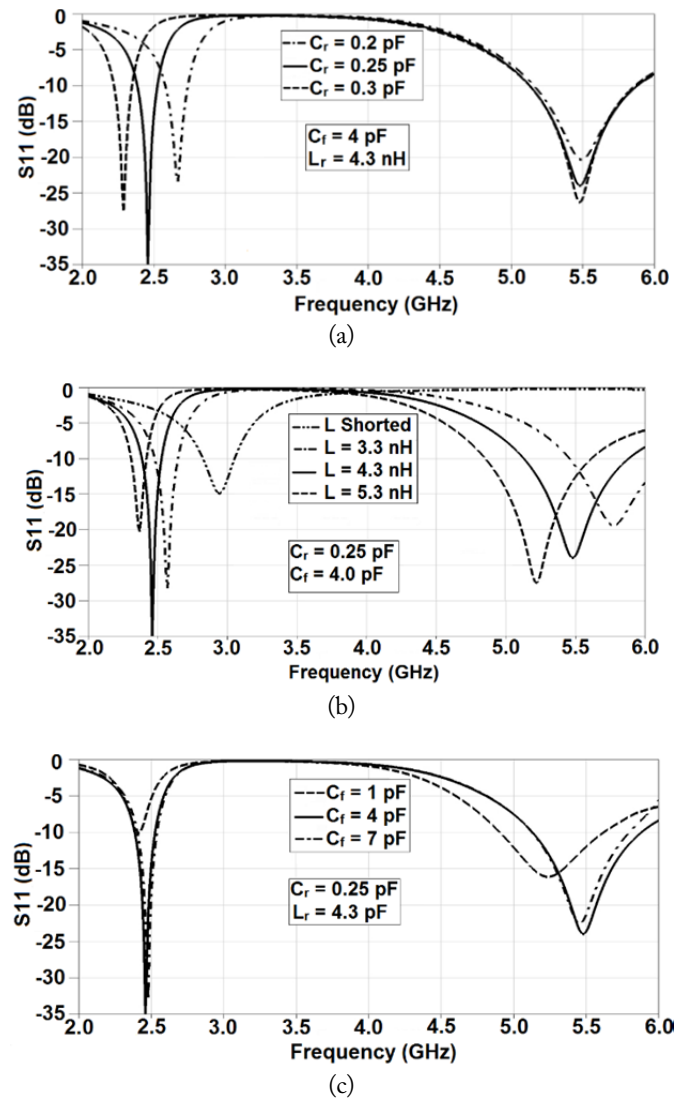 0
-5
-10
-15
-20
-25
-30
-35
S11 (dB)
C_r = 0.2 pF
C_r = 0.25 pF
C_r = 0.3 pF
C_f = 4 pF
L_r = 4.3 nH
2.0 2.5 3.0 3.5 4.0 4.5 5.0 5.5 6.0
Frequency (GHz)
(a)
0
-5
-10
-15
-20
-25
-30
-35
S11 (dB)
L Shorted
L = 3.3 nH
L = 4.3 nH
L = 5.3 nH
C_r = 0.25 pF
C_f = 4.0 pF
2.0 2.5 3.0 3.5 4.0 4.5 5.0 5.5 6.0
Frequency (GHz)
(b)
0
-5
-10
-15
-20
-25
-30
-35
S11 (dB)
C_f = 1 pF
C_f = 4 pF
C_f = 7 pF
C_r = 0.25 pF
L_r = 4.3 pF
2.0 2.5 3.0 3.5 4.0 4.5 5.0 5.5 6.0
Frequency (GHz)
(c)